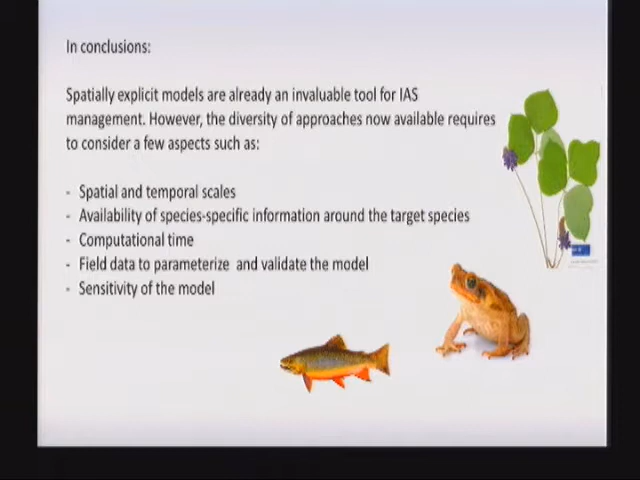 In conclusions:
Spatially explicit models are already an invaluable tool for IAS
management. However, the diversity of approaches now available requires
to consider a few aspects such as:
- Spatial and temporal scales
- Availability of species-specific information around the target species
- Computational time
- Field data to parameterize and validate the model
- Sensitivity of the model